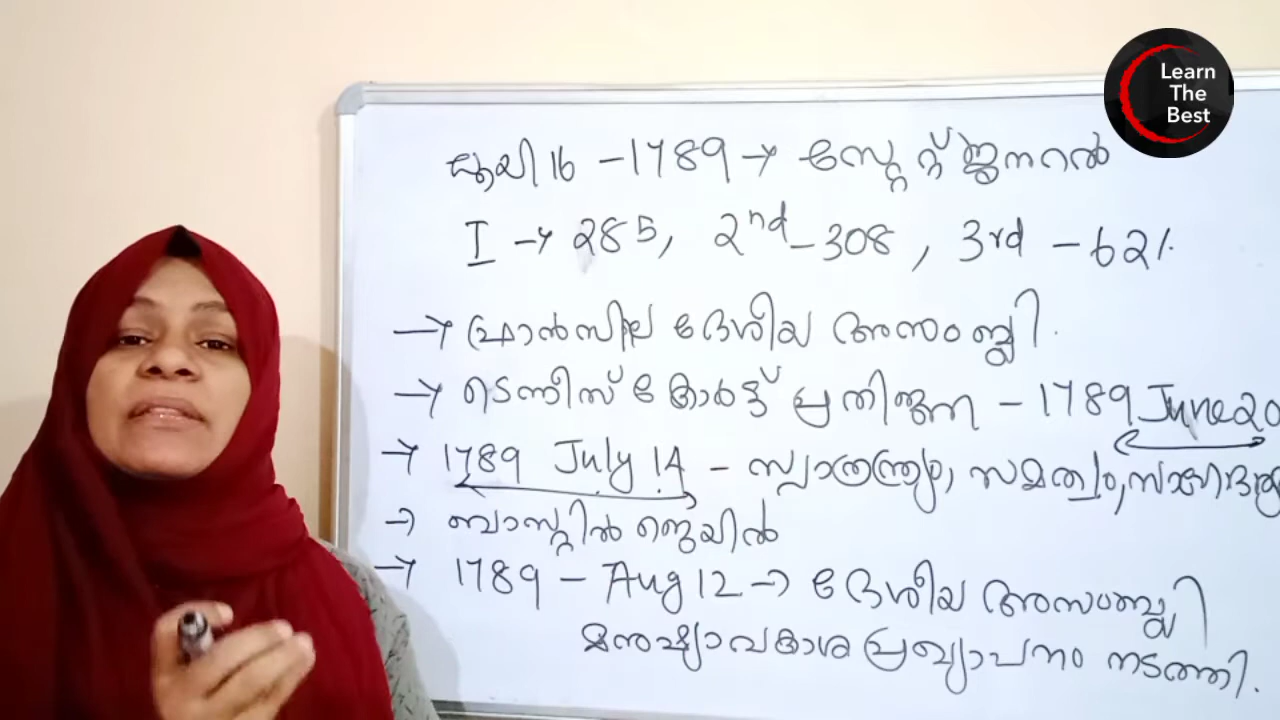 Learn
The
Best
ലൂയി 16 – 1789 → സ്റ്റേറ്റ് ജനറൽ
I → 285, 2nd – 308, 3rd – 621.
→ ഫ്രാൻസിലെ ദേശീയ അസംബ്ലി.
→ ടെന്നീസ് കോർട്ട് പ്രതിജ്ഞ – 1789 June 20
→ 1789 July 14 – സ്വാതന്ത്ര്യം, സമത്വം,
→ ബാസ്റ്റിൽ ജെയിൽ
→ 1789 – Aug 12 → ദേശീയ അസംബ്ലി
മനുഷ്യാവകാശ പ്രഖ്യാപനം നടത്തി.